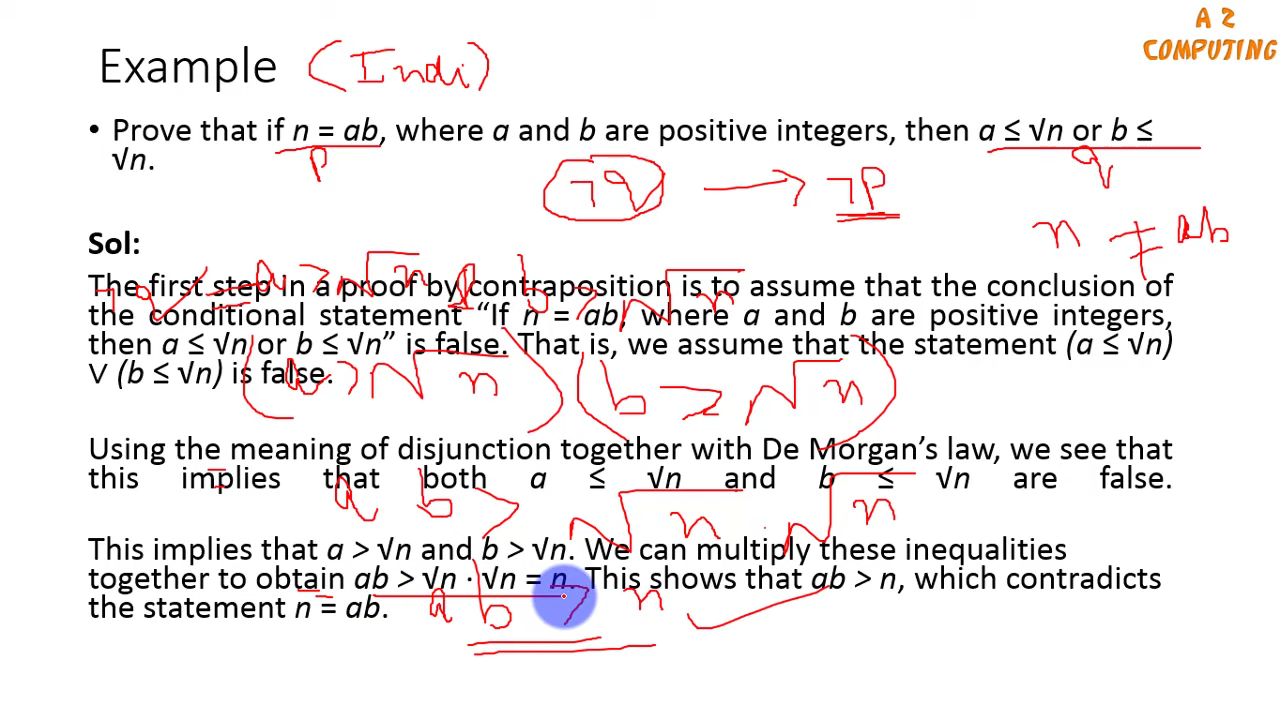 A 2
COMPUTING
Example (Indi)
• Prove that if n = ab, where a and b are positive integers, then a ≤ √n or b ≤
√n.
p
q
¬q → ¬p
n ≠ ab
Sol:
¬q = a > √n & b > √n
The first step in a proof by contraposition is to assume that the conclusion of
the conditional statement “If n = ab, where a and b are positive integers,
then a ≤ √n or b ≤ √n” is false. That is, we assume that the statement (a ≤ √n)
∨ (b ≤ √n) is false.
(a > √n) (b > √n)
Using the meaning of disjunction together with De Morgan’s law, we see that
this implies that both a ≤ √n and b ≤ √n are false.
a b > √n . √n
This implies that a > √n and b > √n. We can multiply these inequalities
together to obtain ab > √n · √n = n. This shows that ab > n, which contradicts
the statement n = ab.
a b > n